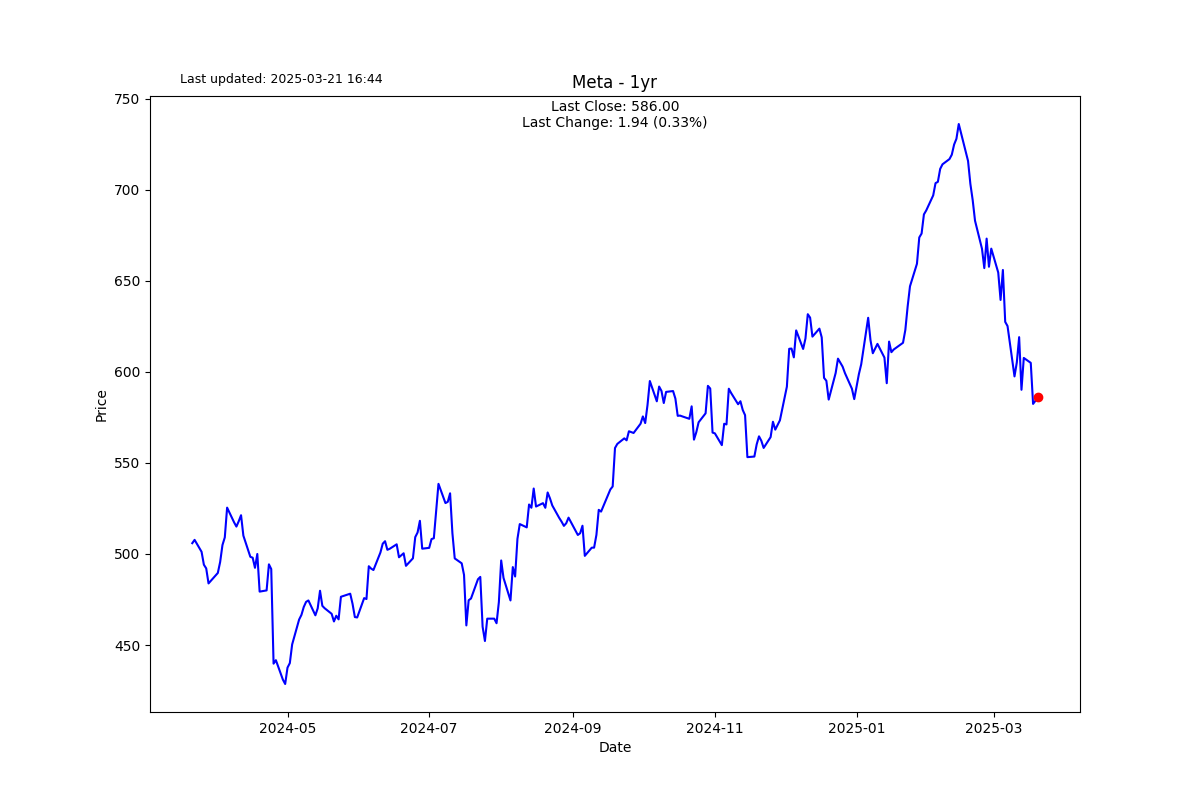 Last updated: 2025-03-21 16:44
Meta - 1yr
Last Close: 586.00
Last Change: 1.94 (0.33%)
750
700
650
600
550
500
450
Price
2024-05
2024-07
2024-09
2024-11
2025-01
2025-03
Date